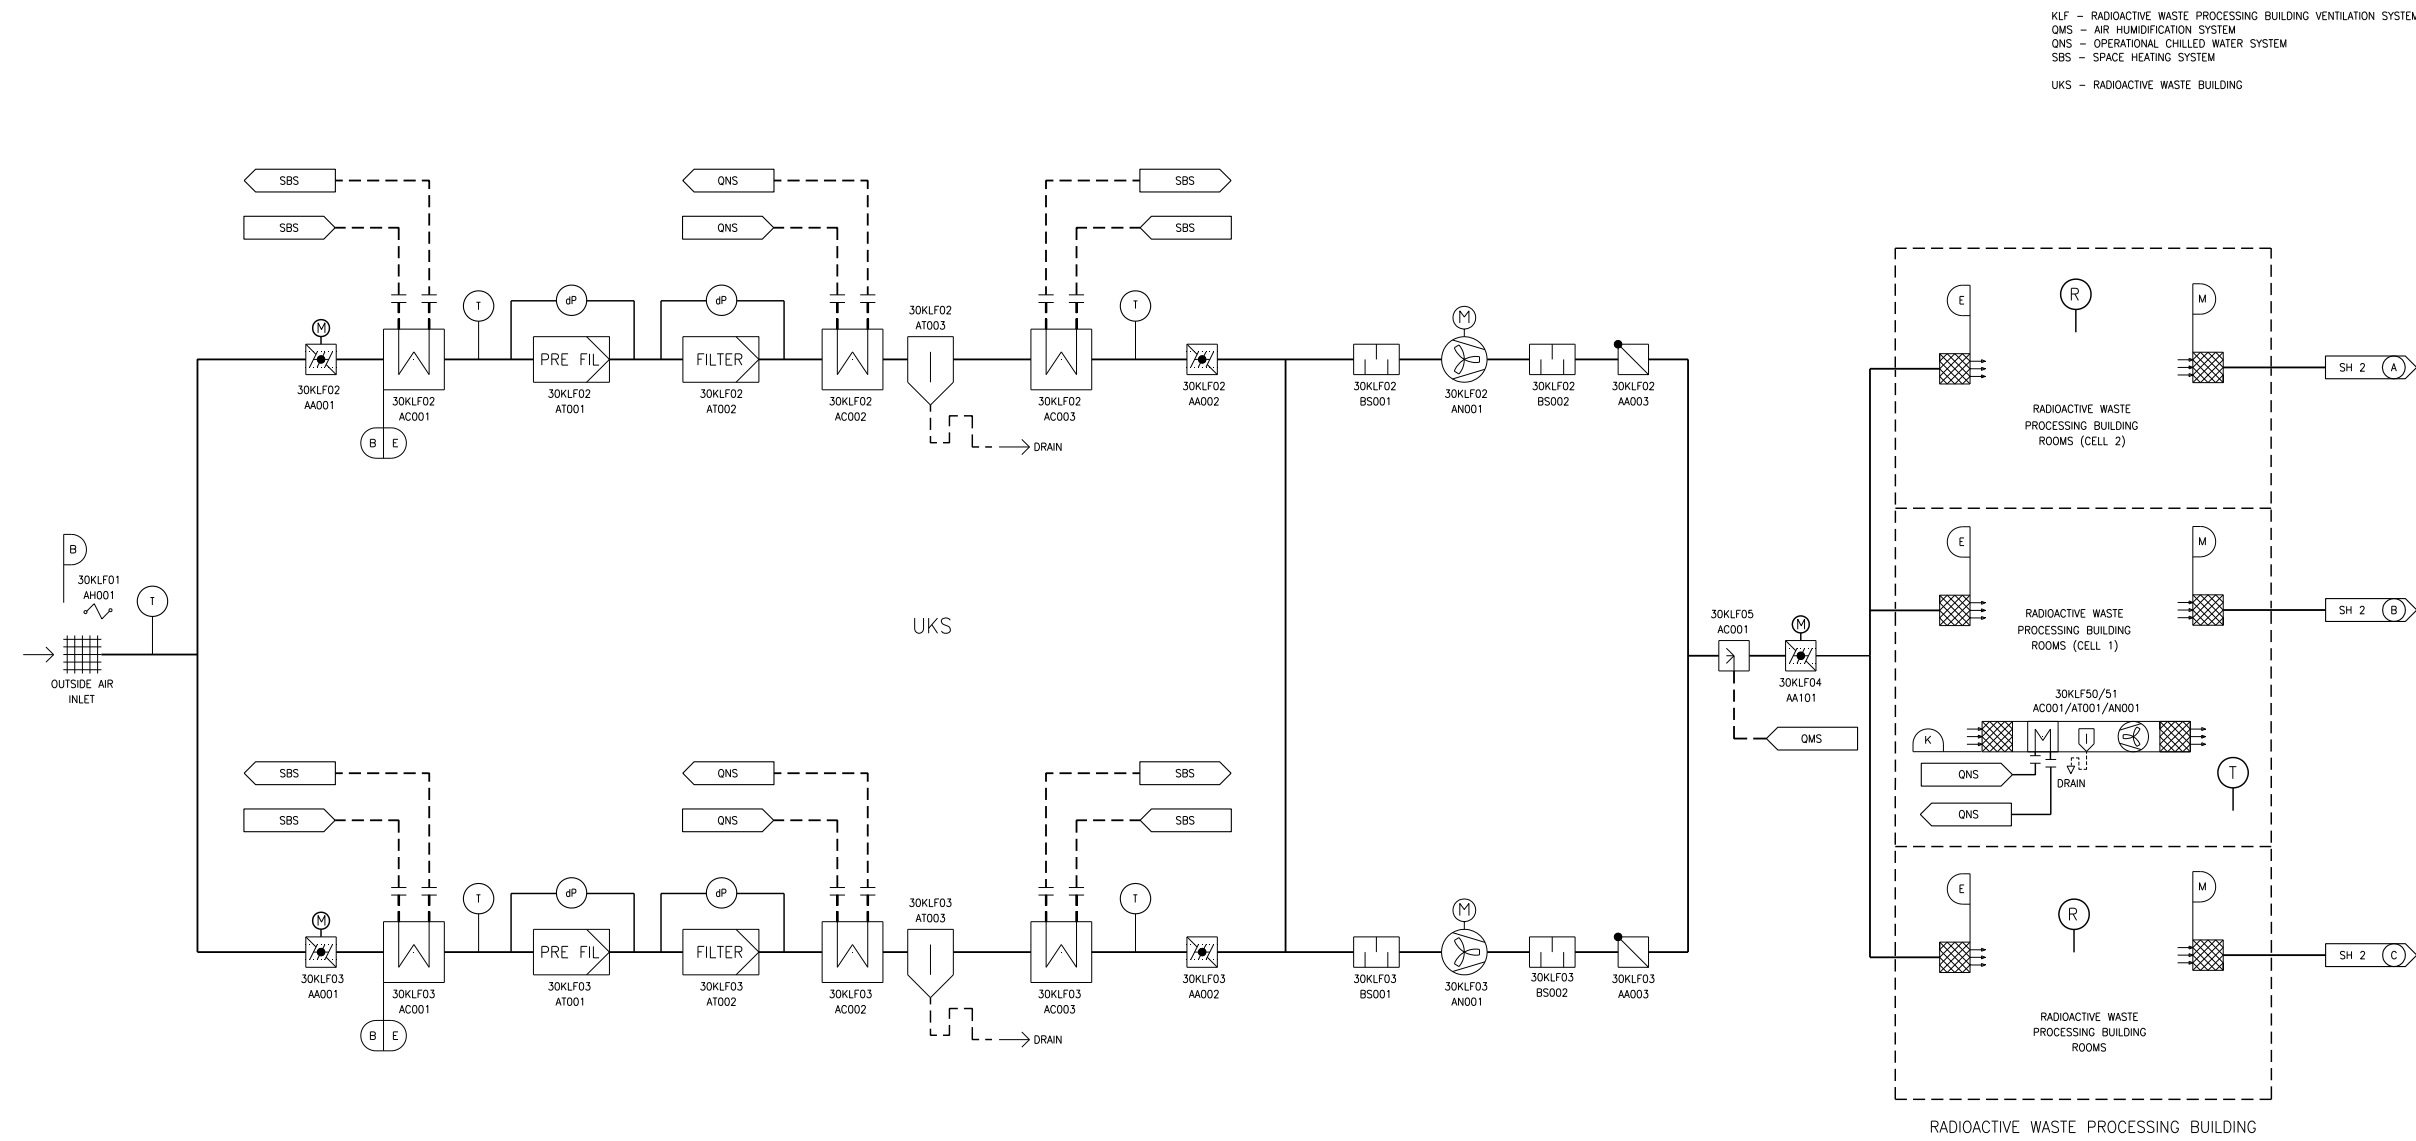 KLF – RADIOACTIVE WASTE PROCESSING BUILDING VENTILATION SYSTEM
QMS – AIR HUMIDIFICATION SYSTEM
QNS – OPERATIONAL CHILLED WATER SYSTEM
SBS – SPACE HEATING SYSTEM
UKS – RADIOACTIVE WASTE BUILDING
SBS
QNS
SBS
SBS
QNS
SBS
T
dP
dP
30KLF02
AT003
T
M
E
R
M
M
PRE FIL
FILTER
SH 2 A
30KLF02
AA001
30KLF02
AC001
30KLF02
AT001
30KLF02
AT002
30KLF02
AC002
30KLF02
AC003
30KLF02
AA002
30KLF02
BS001
30KLF02
AN001
30KLF02
BS002
30KLF02
AA003
B E
DRAIN
RADIOACTIVE WASTE
PROCESSING BUILDING
ROOMS (CELL 2)
B
30KLF01
AH001
T
OUTSIDE AIR
INLET
UKS
30KLF05
AC001
M
30KLF04
AA101
QMS
E
M
SH 2 B
RADIOACTIVE WASTE
PROCESSING BUILDING
ROOMS (CELL 1)
30KLF50/51
AC001/AT001/AN001
K
QNS
DRAIN
T
QNS
SBS
QNS
SBS
SBS
QNS
SBS
T
dP
dP
30KLF03
AT003
T
M
E
R
M
M
PRE FIL
FILTER
SH 2 C
30KLF03
AA001
30KLF03
AC001
30KLF03
AT001
30KLF03
AT002
30KLF03
AC002
30KLF03
AC003
30KLF03
AA002
30KLF03
BS001
30KLF03
AN001
30KLF03
BS002
30KLF03
AA003
B E
DRAIN
RADIOACTIVE WASTE
PROCESSING BUILDING
ROOMS
RADIOACTIVE WASTE PROCESSING BUILDING